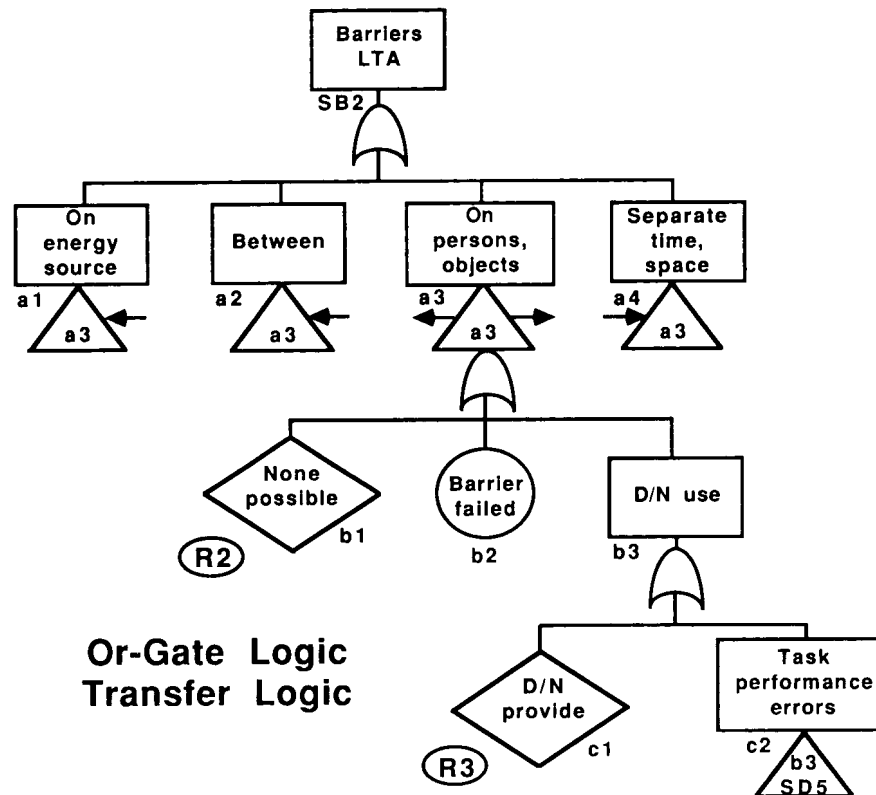 Barriers
LTA
SB2
On
energy
source
Between
On
persons,
objects
Separate
time,
space
a1
a2
a3
a4
a3
a3
a3
a3
None
possible
b1
R2
Barrier
failed
b2
D/N use
b3
Or-Gate Logic
Transfer Logic
D/N
provide
c1
R3
Task
performance
errors
c2
b3
SD5